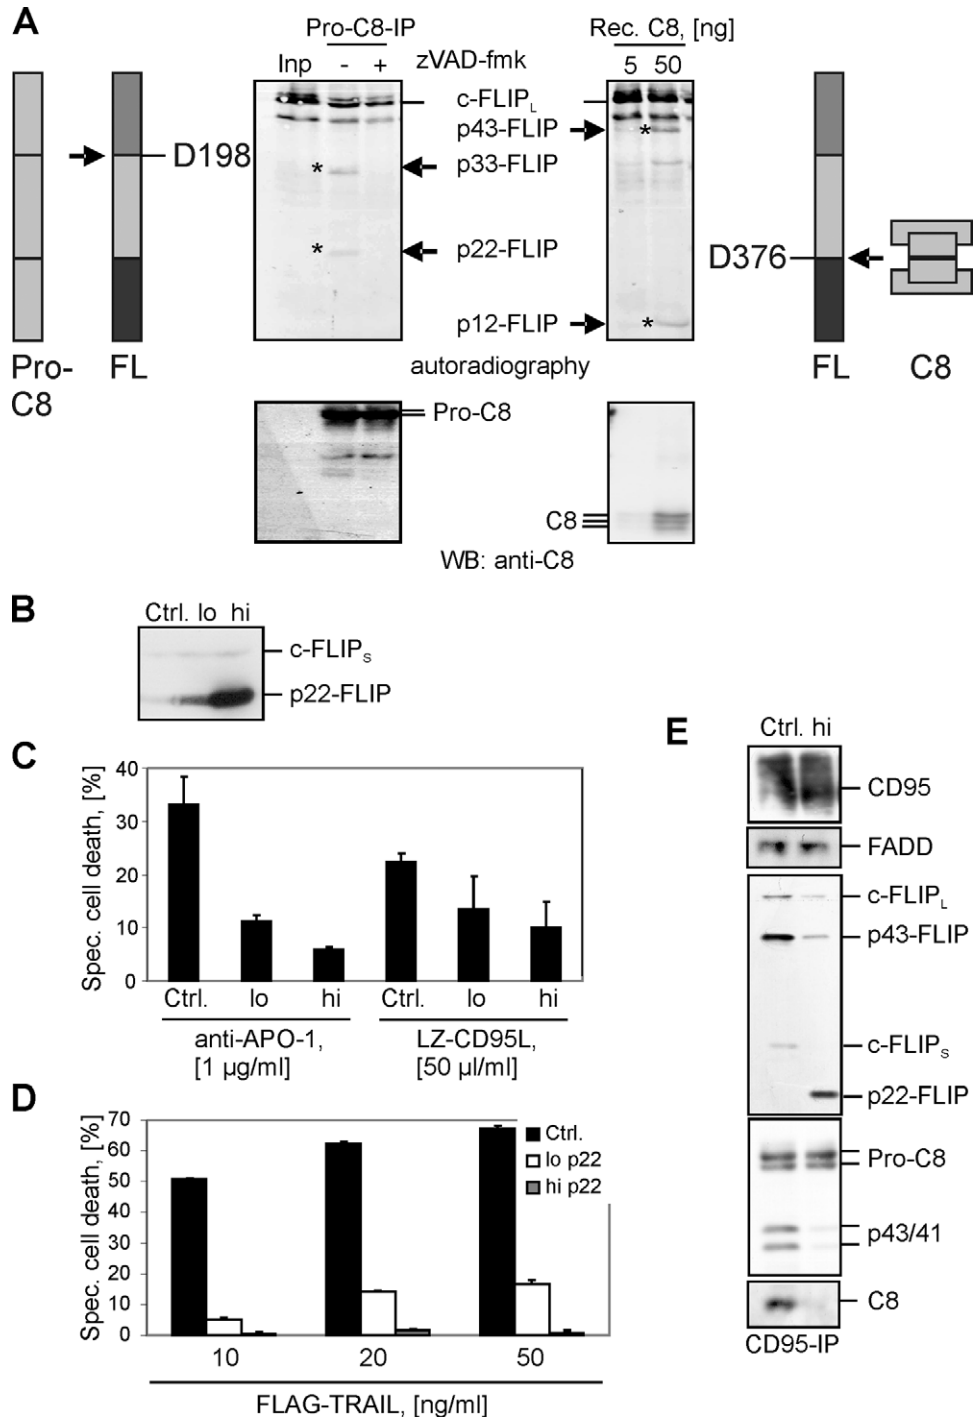 A
Pro-C8-IP
Inp - + zVAD-fmk
Rec. C8, [ng]
5 50
c-FLIPL
p43-FLIP
*
D198
*
p33-FLIP
*
p22-FLIP
D376
p12-FLIP
*
Pro-
C8
FL
autoradiography
FL
C8
Pro-C8
C8
WB: anti-C8
B
Ctrl. lo hi
c-FLIPS
p22-FLIP
C
Spec. cell death, [%]
40
30
20
10
0
Ctrl. lo hi Ctrl. lo hi
anti-APO-1,
[1 µg/ml]
LZ-CD95L,
[50 µl/ml]
D
Spec. cell death, [%]
70
60
50
40
30
20
10
0
Ctrl.
lo p22
hi p22
10 20 50
FLAG-TRAIL, [ng/ml]
E
Ctrl. hi
CD95
FADD
c-FLIPL
p43-FLIP
c-FLIPS
p22-FLIP
Pro-C8
p43/41
C8
CD95-IP